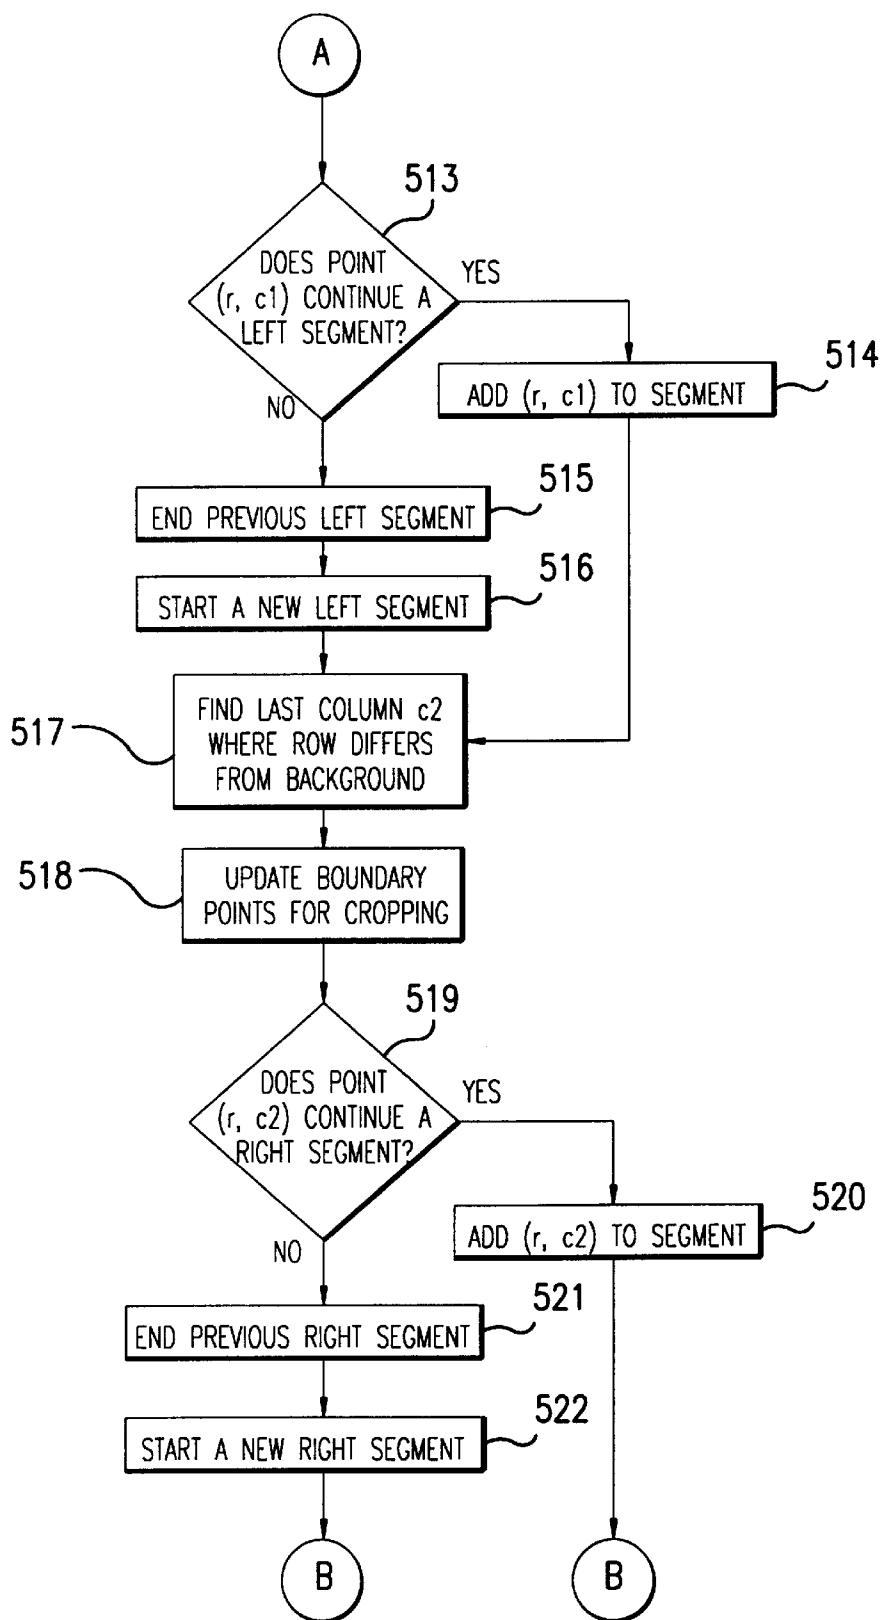 A
513
DOES POINT
(r, c1) CONTINUE A
LEFT SEGMENT?
YES
NO
514
ADD (r, c1) TO SEGMENT
515
END PREVIOUS LEFT SEGMENT
516
START A NEW LEFT SEGMENT
517
FIND LAST COLUMN c2
WHERE ROW DIFFERS
FROM BACKGROUND
518
UPDATE BOUNDARY
POINTS FOR CROPPING
519
DOES POINT
(r, c2) CONTINUE A
RIGHT SEGMENT?
YES
NO
520
ADD (r, c2) TO SEGMENT
521
END PREVIOUS RIGHT SEGMENT
522
START A NEW RIGHT SEGMENT
B
B